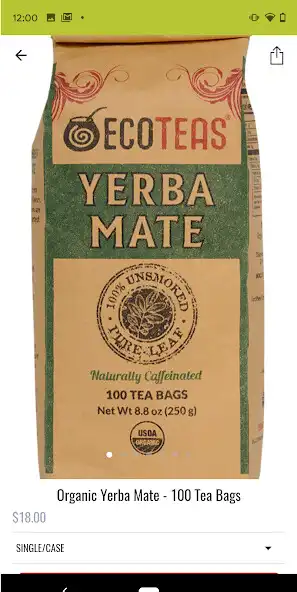 12:00
ECOTEAS®
YERBA
MATE
100% UNSMOKED
PURE-LEAF
Naturally Caffeinated
100 TEA BAGS
Net Wt 8.8 oz (250 g)
USDA
ORGANIC
Organic Yerba Mate - 100 Tea Bags
$18.00
SINGLE/CASE